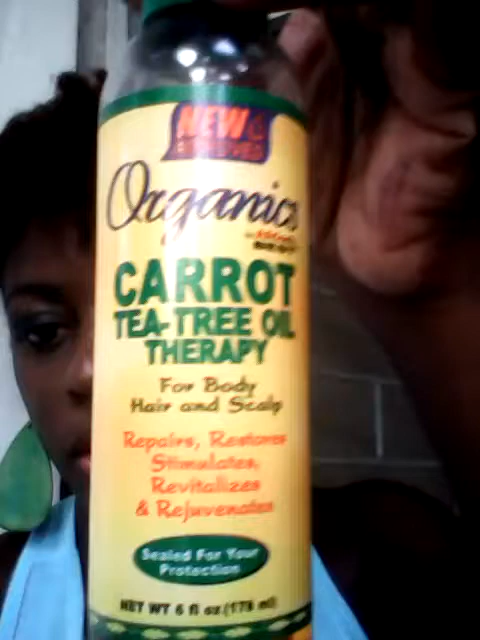 NEW &
IMPROVED
Organics
CARROT
TEA-TREE OIL
THERAPY
For Body
Hair and Scalp
Repairs, Restores
Stimulates,
Revitalizes
& Rejuvenates
Sealed For Your
Protection
NET WT 6 fl oz (178 ml)